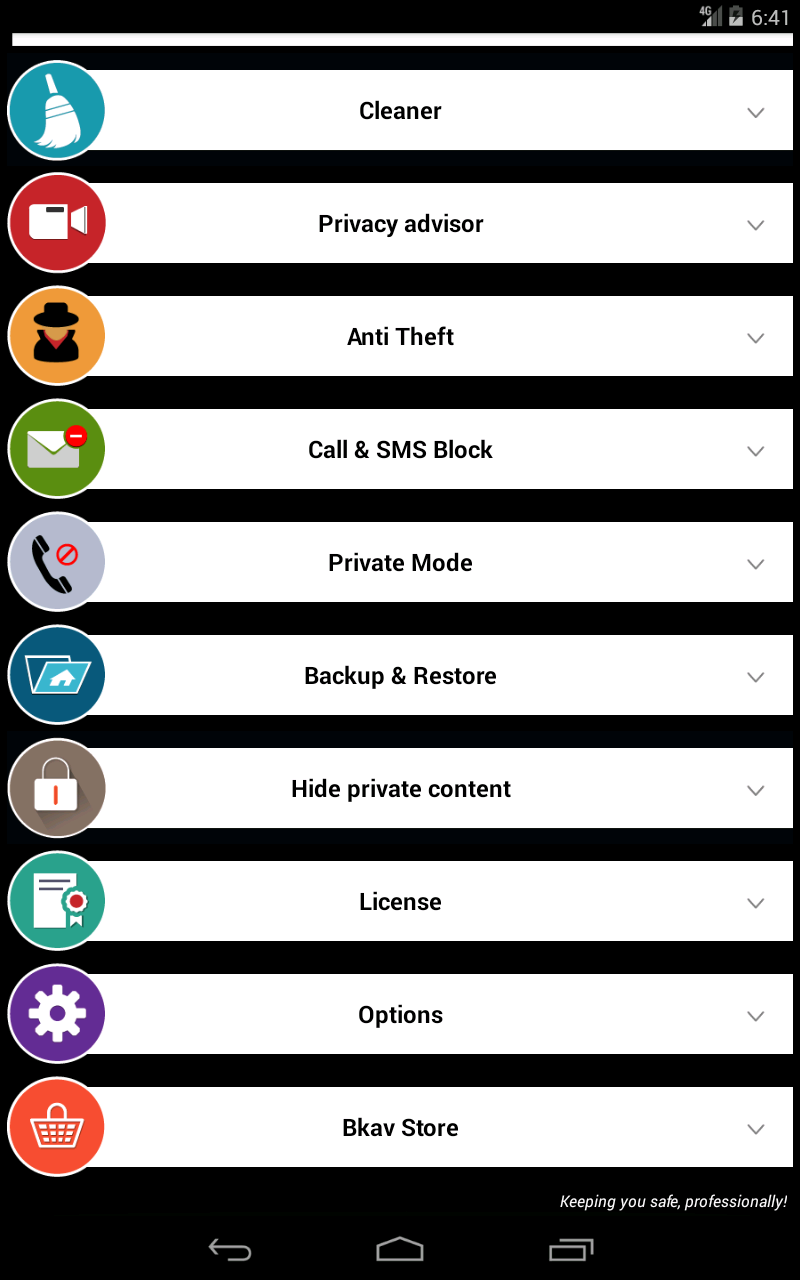 4G 6:41
Cleaner
Privacy advisor
Anti Theft
Call & SMS Block
Private Mode
Backup & Restore
Hide private content
License
Options
Bkav Store
Keeping you safe, professionally!